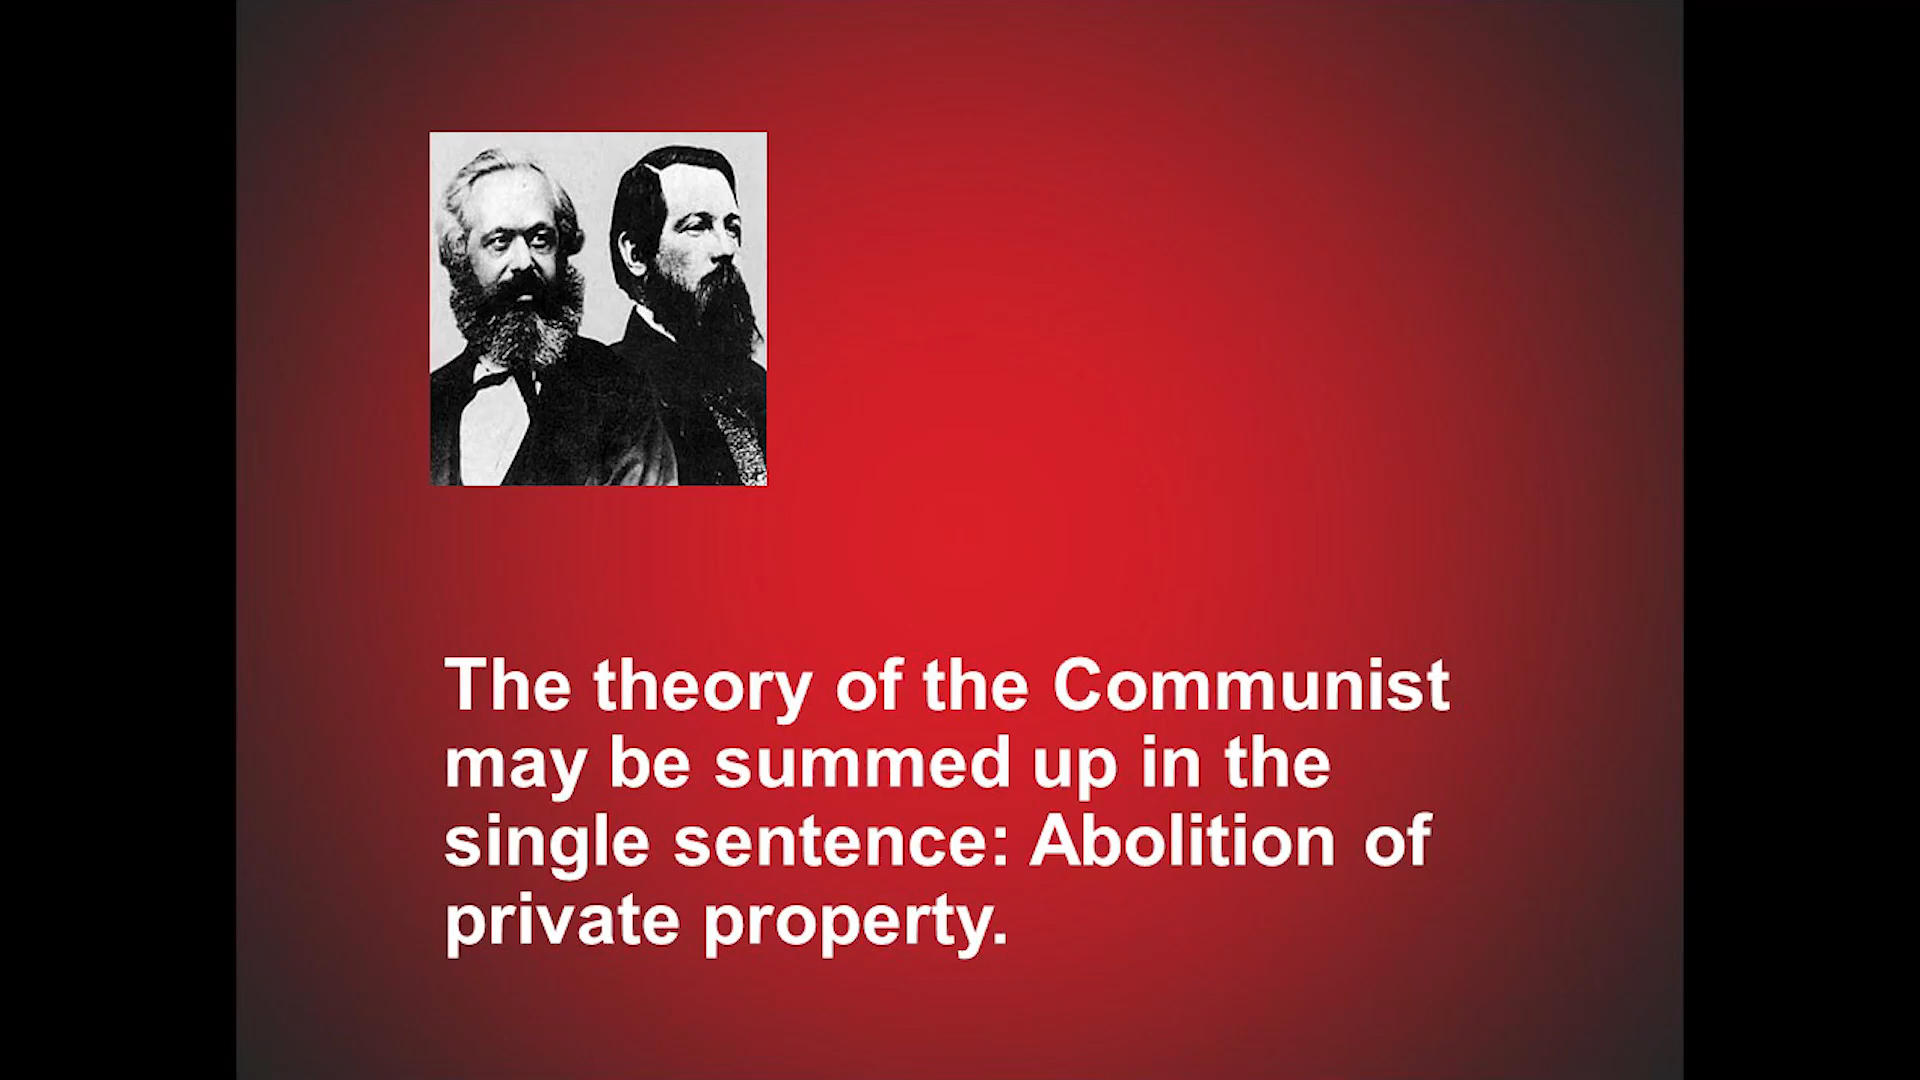 The theory of the Communist
may be summed up in the
single sentence: Abolition of
private property.